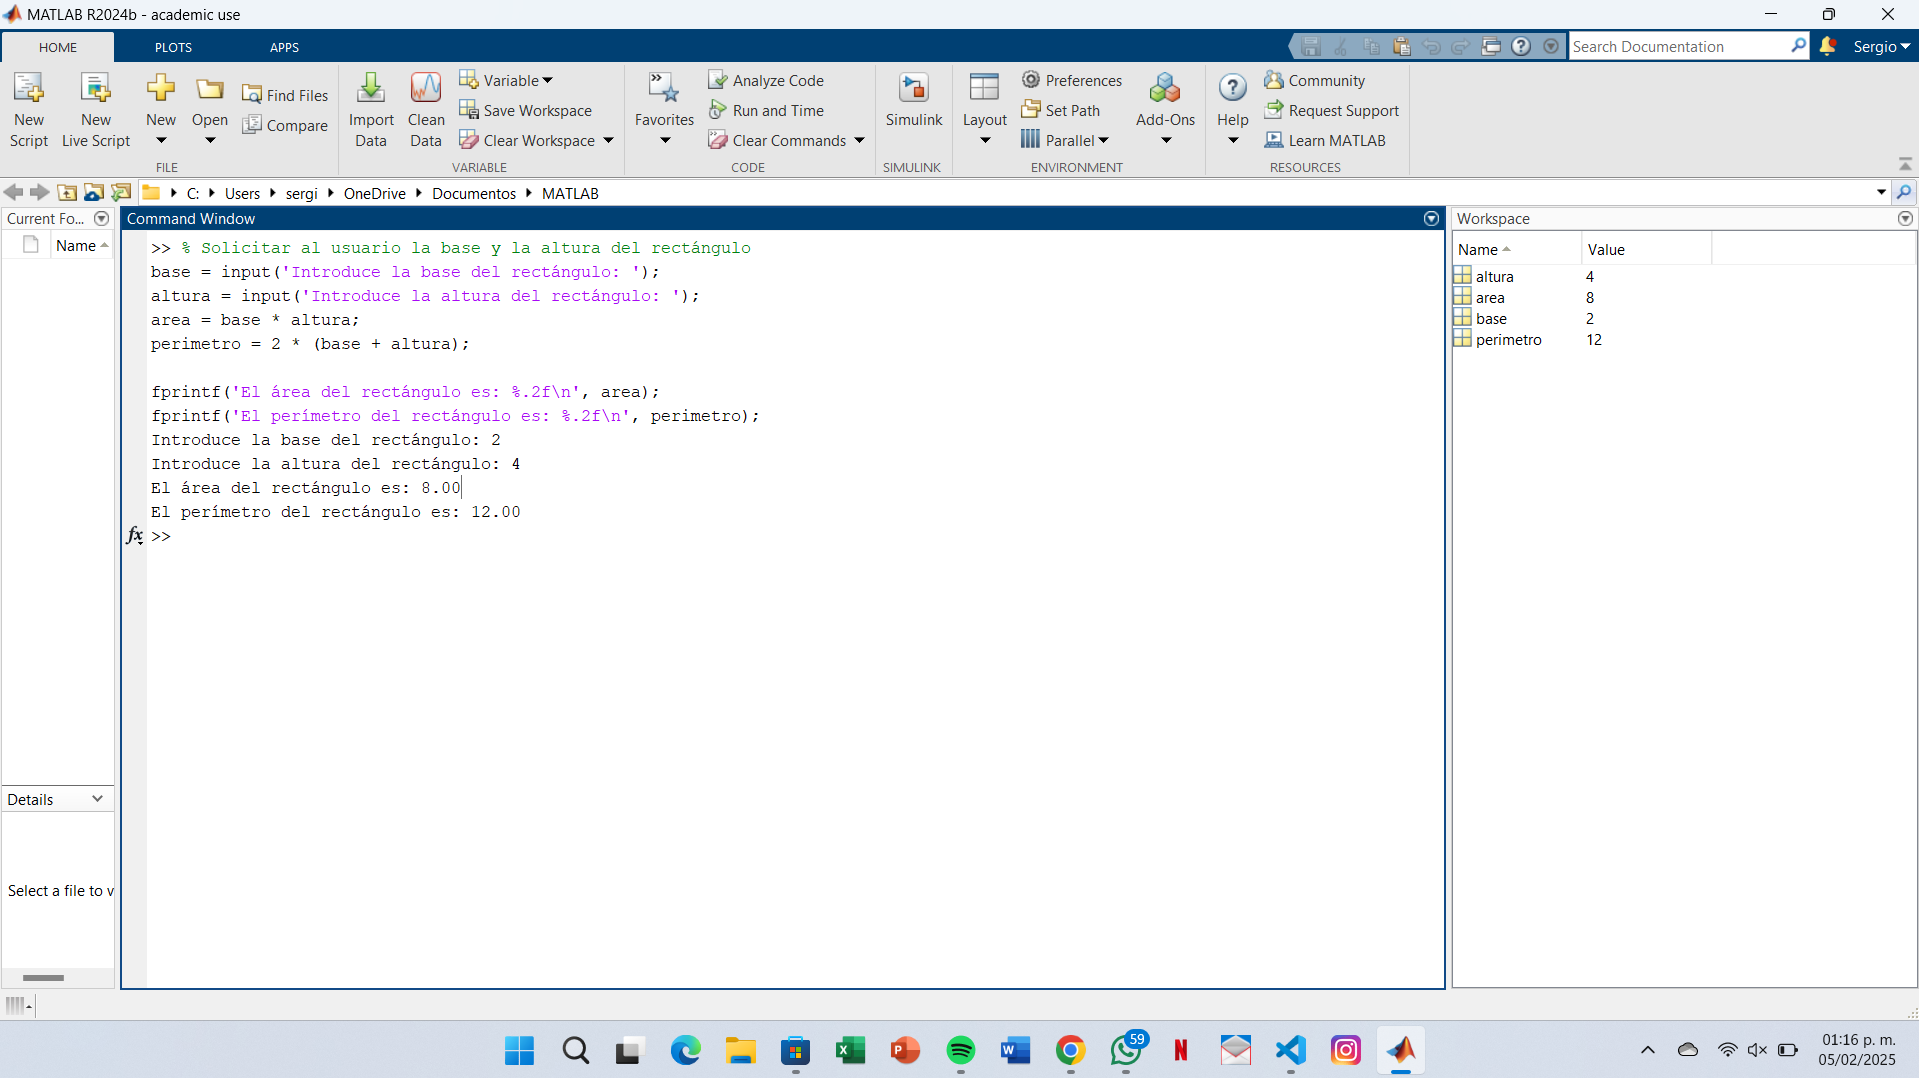 MATLAB R2024b - academic use
HOME PLOTS APPS
Search Documentation
Sergio
New Script
New Live Script
New
Open
Find Files
Compare
FILE
Import Data
Clean Data
Variable
Save Workspace
Clear Workspace
VARIABLE
Favorites
Analyze Code
Run and Time
Clear Commands
CODE
Simulink
SIMULINK
Layout
Preferences
Set Path
Parallel
Add-Ons
ENVIRONMENT
Help
Community
Request Support
Learn MATLAB
RESOURCES
C: Users sergi OneDrive Documentos MATLAB
Current Fo...
Name
Details
Select a file to v
Command Window
>> % Solicitar al usuario la base y la altura del rectángulo
base = input('Introduce la base del rectángulo: ');
altura = input('Introduce la altura del rectángulo: ');
area = base * altura;
perimetro = 2 * (base + altura);
fprintf('El área del rectángulo es: %.2f\n', area);
fprintf('El perímetro del rectángulo es: %.2f\n', perimetro);
Introduce la base del rectángulo: 2
Introduce la altura del rectángulo: 4
El área del rectángulo es: 8.00
El perímetro del rectángulo es: 12.00
fx >>
Workspace
Name Value
altura 4
area 8
base 2
perimetro 12
59
01:16 p. m.
05/02/2025